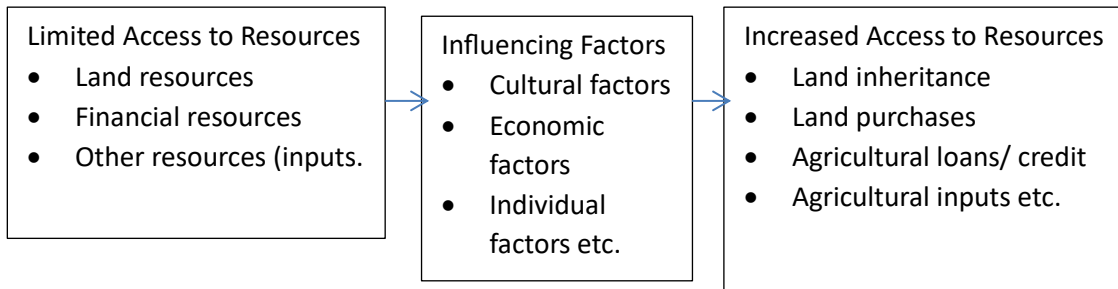 Limited Access to Resources
• Land resources
• Financial resources
• Other resources (inputs.
Influencing Factors
• Cultural factors
• Economic
factors
• Individual
factors etc.
Increased Access to Resources
• Land inheritance
• Land purchases
• Agricultural loans/ credit
• Agricultural inputs etc.